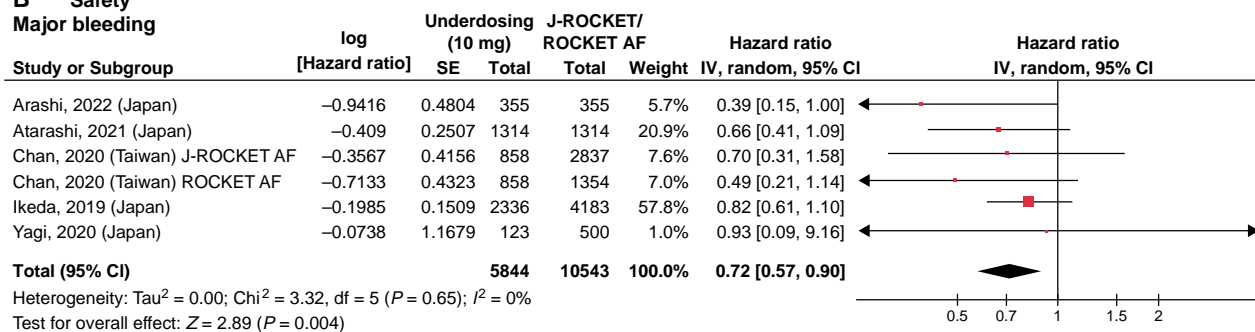 B Safety
Major bleeding
Underdosing J-ROCKET/
log (10 mg) ROCKET AF Hazard ratio Hazard ratio
Study or Subgroup [Hazard ratio] SE Total Total Weight IV, random, 95% CI IV, random, 95% CI
Arashi, 2022 (Japan) –0.9416 0.4804 355 355 5.7% 0.39 [0.15, 1.00]
Atarashi, 2021 (Japan) –0.409 0.2507 1314 1314 20.9% 0.66 [0.41, 1.09]
Chan, 2020 (Taiwan) J-ROCKET AF –0.3567 0.4156 858 2837 7.6% 0.70 [0.31, 1.58]
Chan, 2020 (Taiwan) ROCKET AF –0.7133 0.4323 858 1354 7.0% 0.49 [0.21, 1.14]
Ikeda, 2019 (Japan) –0.1985 0.1509 2336 4183 57.8% 0.82 [0.61, 1.10]
Yagi, 2020 (Japan) –0.0738 1.1679 123 500 1.0% 0.93 [0.09, 9.16]
Total (95% CI) 5844 10543 100.0% 0.72 [0.57, 0.90]
Heterogeneity: Tau² = 0.00; Chi² = 3.32, df = 5 (P = 0.65); I² = 0%
Test for overall effect: Z = 2.89 (P = 0.004)
0.5 0.7 1 1.5 2